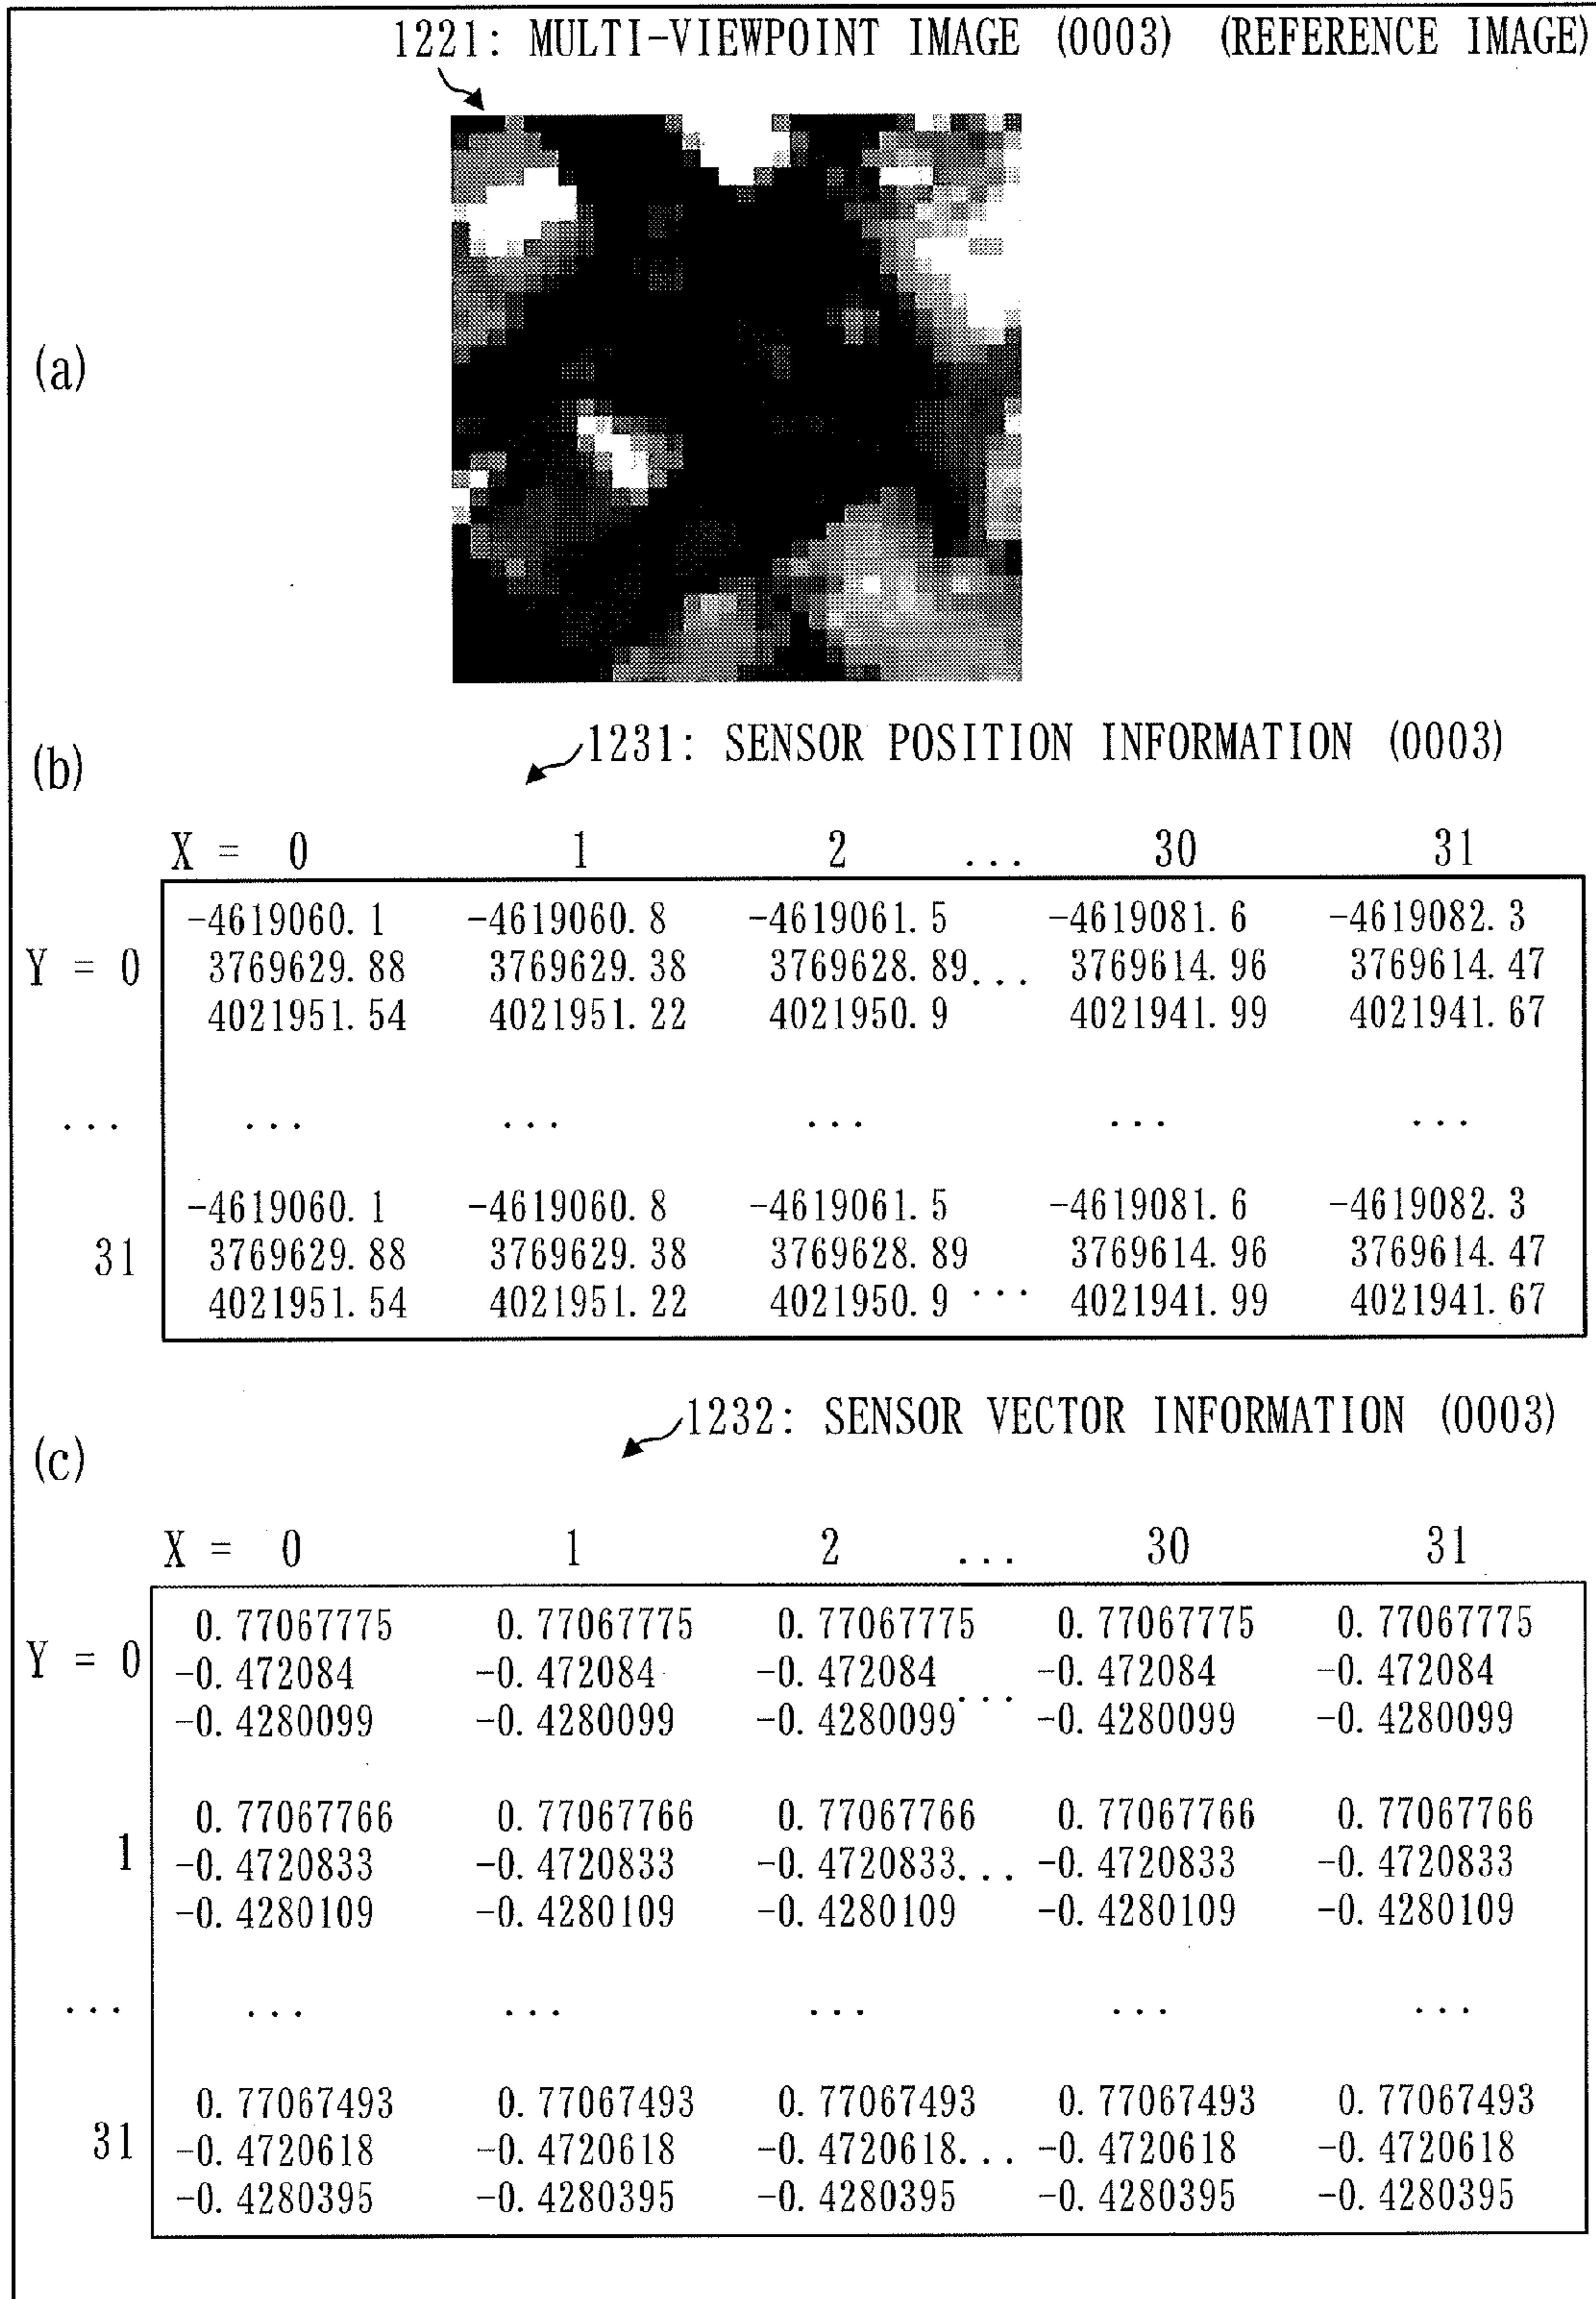 1221: MULTI-VIEWPOINT IMAGE (0003) (REFERENCE IMAGE)
(a)
1231: SENSOR POSITION INFORMATION (0003)
(b)
X = 0 1 2 ... 30 31
-4619060.1 -4619060.8 -4619061.5 -4619081.6 -4619082.3
Y = 0 3769629.88 3769629.38 3769628.89... 3769614.96 3769614.47
4021951.54 4021951.22 4021950.9 4021941.99 4021941.67
... ... ... ... ... ...
-4619060.1 -4619060.8 -4619061.5 -4619081.6 -4619082.3
31 3769629.88 3769629.38 3769628.89 3769614.96 3769614.47
4021951.54 4021951.22 4021950.9 ... 4021941.99 4021941.67
1232: SENSOR VECTOR INFORMATION (0003)
(c)
X = 0 1 2 ... 30 31
0.77067775 0.77067775 0.77067775 0.77067775 0.77067775
Y = 0 -0.472084 -0.472084 -0.472084 ... -0.472084 -0.472084
-0.4280099 -0.4280099 -0.4280099 -0.4280099 -0.4280099
0.77067766 0.77067766 0.77067766 0.77067766 0.77067766
1 -0.4720833 -0.4720833 -0.4720833... -0.4720833 -0.4720833
-0.4280109 -0.4280109 -0.4280109 -0.4280109 -0.4280109
... ... ... ... ... ...
0.77067493 0.77067493 0.77067493 0.77067493 0.77067493
31 -0.4720618 -0.4720618 -0.4720618... -0.4720618 -0.4720618
-0.4280395 -0.4280395 -0.4280395 -0.4280395 -0.4280395